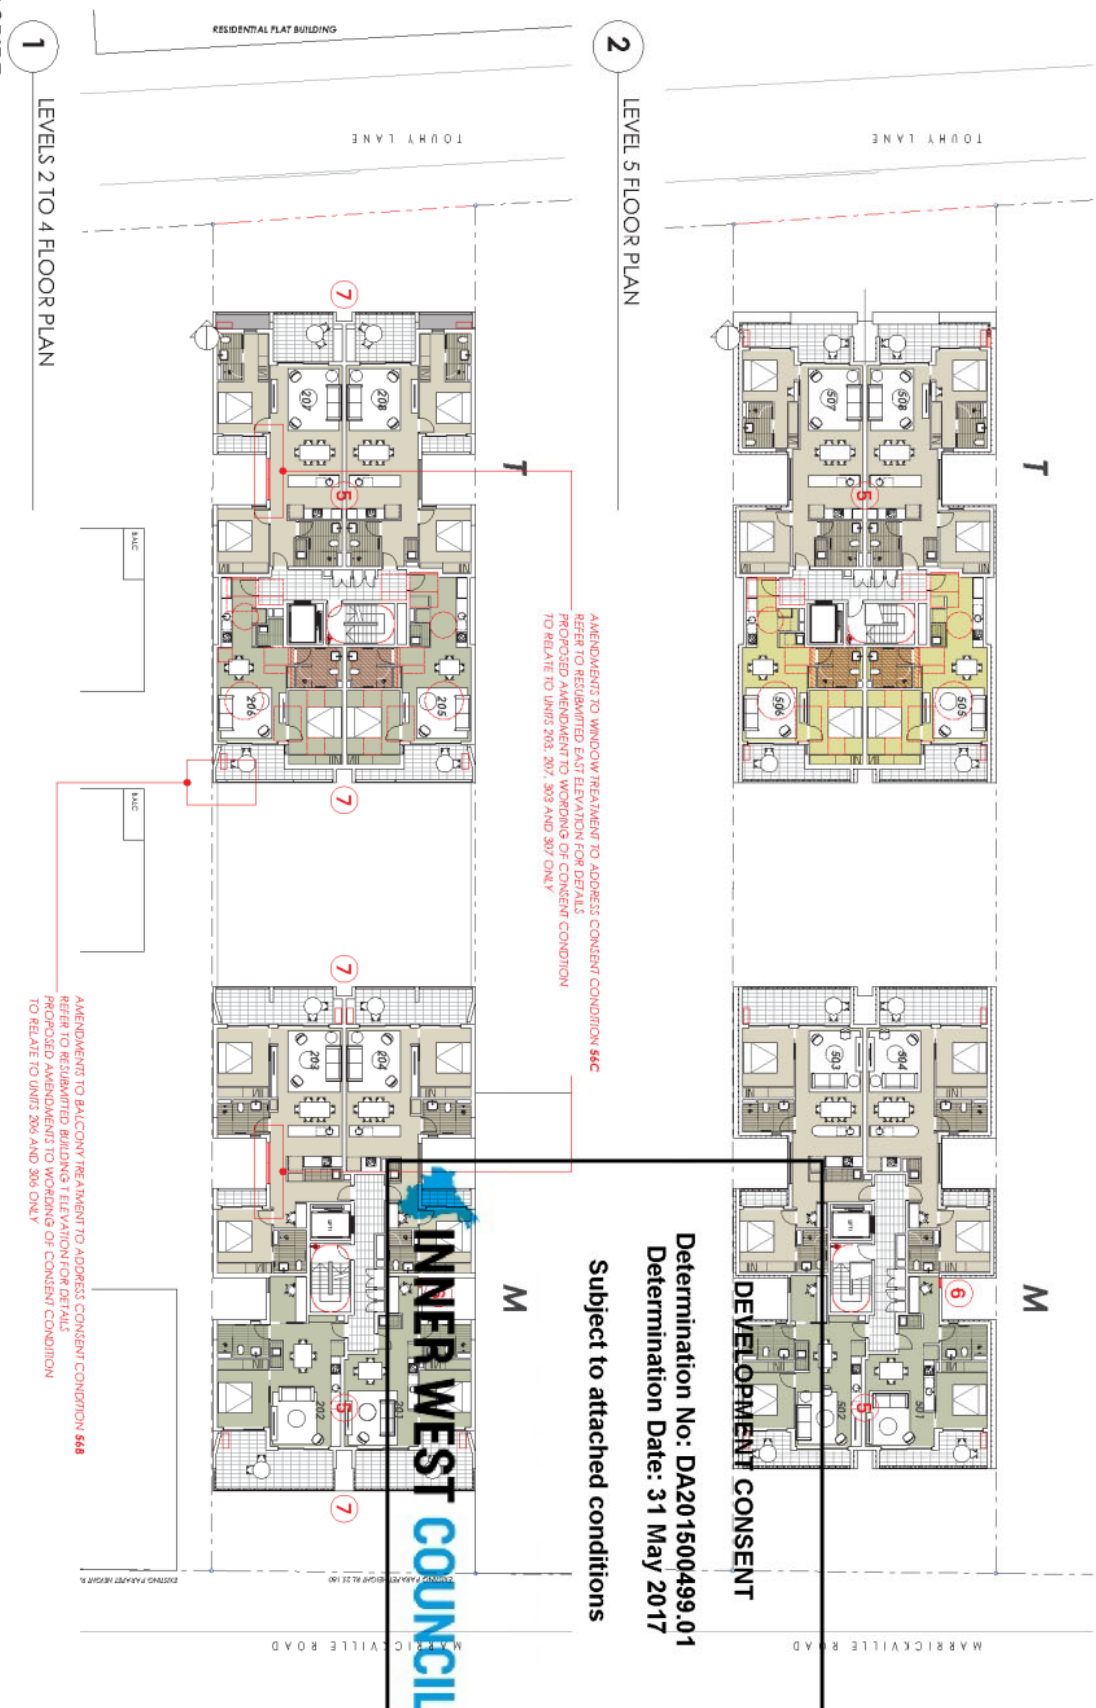 1
LEVELS 2 TO 4 FLOOR PLAN
RESIDENTIAL FLAT BUILDING
TOUHY LANE
7
7
207
208
5
T
206
205
BALC
BALC
7
7
203
204
5
M
202
201
MARRICKVILLE ROAD
AMENDMENTS TO WINDOW TREATMENT TO ADDRESS CONSENT CONDITION 56C
REFER TO RESUBMITTED EAST ELEVATION FOR DETAILS
PROPOSED AMENDMENT TO WORDING OF CONSENT CONDTION
TO RELATE TO UNITS 203, 207, 303 AND 307 ONLY
AMENDMENTS TO BALCONY TREATMENT TO ADDRESS CONSENT CONDITION 56B
REFER TO RESUBMITTED BUILDING T ELEVATION FOR DETAILS
PROPOSED AMENDMENTS TO WORDING OF CONSENT CONDITION
TO RELATE TO UNITS 206 AND 306 ONLY
2
LEVEL 5 FLOOR PLAN
TOUHY LANE
507
508
5
T
506
505
503
504
6
M
502
501
5
MARRICKVILLE ROAD
INNER WEST COUNCIL
DEVELOPMENT CONSENT
Determination No: DA201500499.01
Determination Date: 31 May 2017
Subject to attached conditions